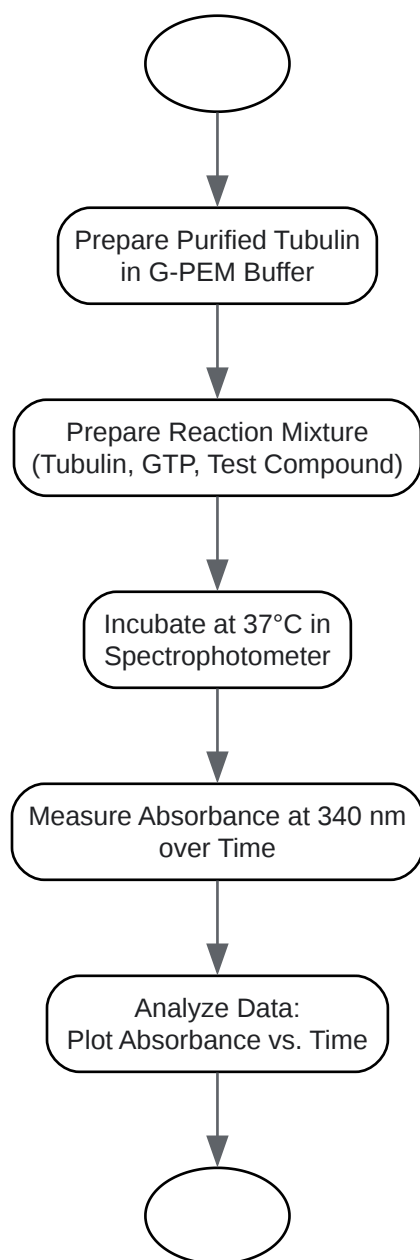 Prepare Purified Tubulin
in G-PEM Buffer
Prepare Reaction Mixture
(Tubulin, GTP, Test Compound)
Incubate at 37°C in
Spectrophotometer
Measure Absorbance at 340 nm
over Time
Analyze Data:
Plot Absorbance vs. Time